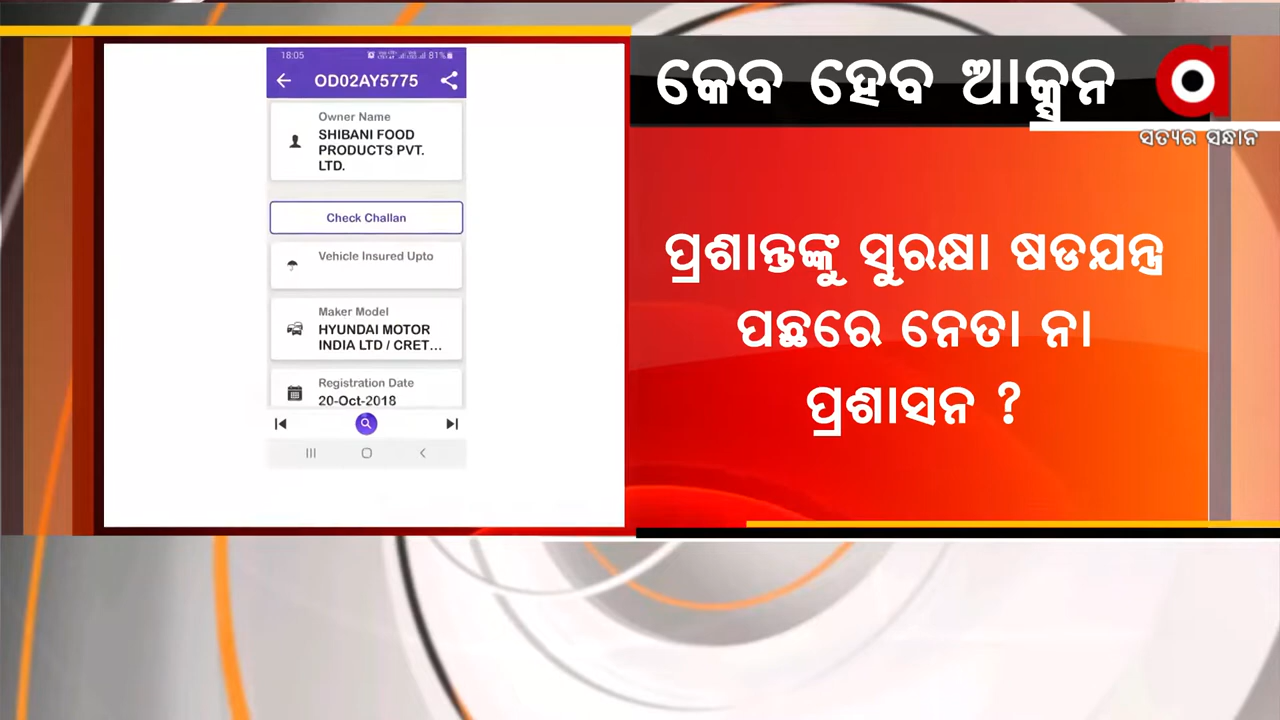 18:05
81%
OD02AY5775
Owner Name
SHIBANI FOOD
PRODUCTS PVT.
LTD.
Check Challan
Vehicle Insured Upto
Maker Model
HYUNDAI MOTOR
INDIA LTD / CRET...
Registration Date
20-Oct-2018
କେବ ହେବ ଆକ୍ସନ
ସତ୍ୟର ସନ୍ଧାନ
ପ୍ରଶାନ୍ତଙ୍କୁ ସୁରକ୍ଷା ଷଡଯନ୍ତ୍ର
ପଛରେ ନେତା ନା
ପ୍ରଶାସନ ?